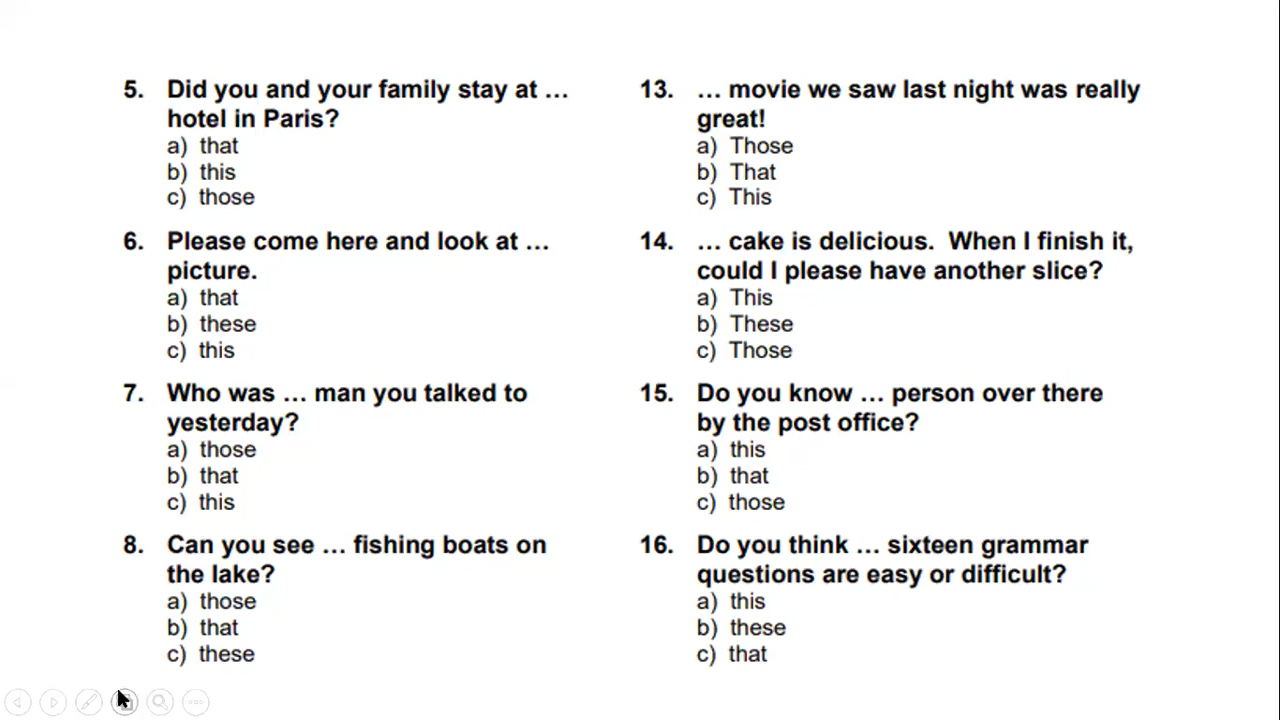 5. Did you and your family stay at …
hotel in Paris?
a) that
b) this
c) those
6. Please come here and look at …
picture.
a) that
b) these
c) this
7. Who was … man you talked to
yesterday?
a) those
b) that
c) this
8. Can you see … fishing boats on
the lake?
a) those
b) that
c) these
13. … movie we saw last night was really
great!
a) Those
b) That
c) This
14. … cake is delicious.  When I finish it,
could I please have another slice?
a) This
b) These
c) Those
15. Do you know … person over there
by the post office?
a) this
b) that
c) those
16. Do you think … sixteen grammar
questions are easy or difficult?
a) this
b) these
c) that